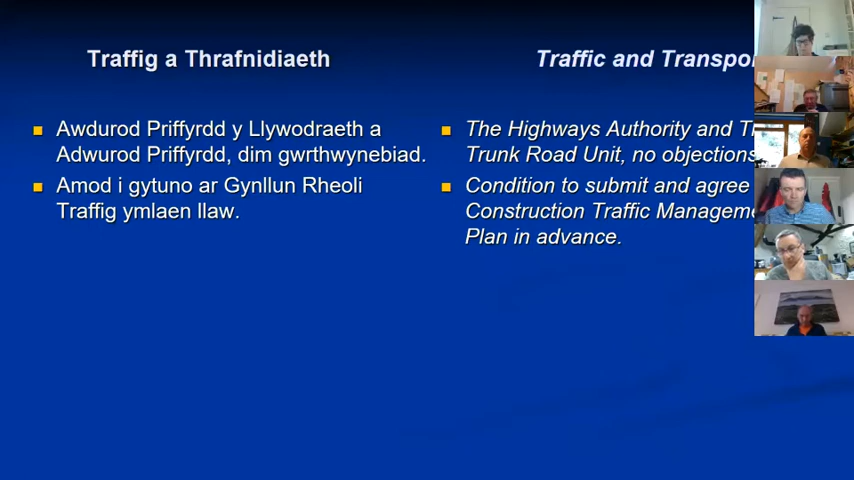 Traffig a Thrafnidiaeth
Awdurod Priffyrdd y Llywodraeth a
Adwurod Priffyrdd, dim gwrthwynebiad.
Amod i gytuno ar Gynllun Rheoli
Traffig ymlaen llaw.
Traffic and Transpo
The Highways Authority and
Trunk Road Unit, no objections
Condition to submit and agree
Construction Traffic Managem
Plan in advance.